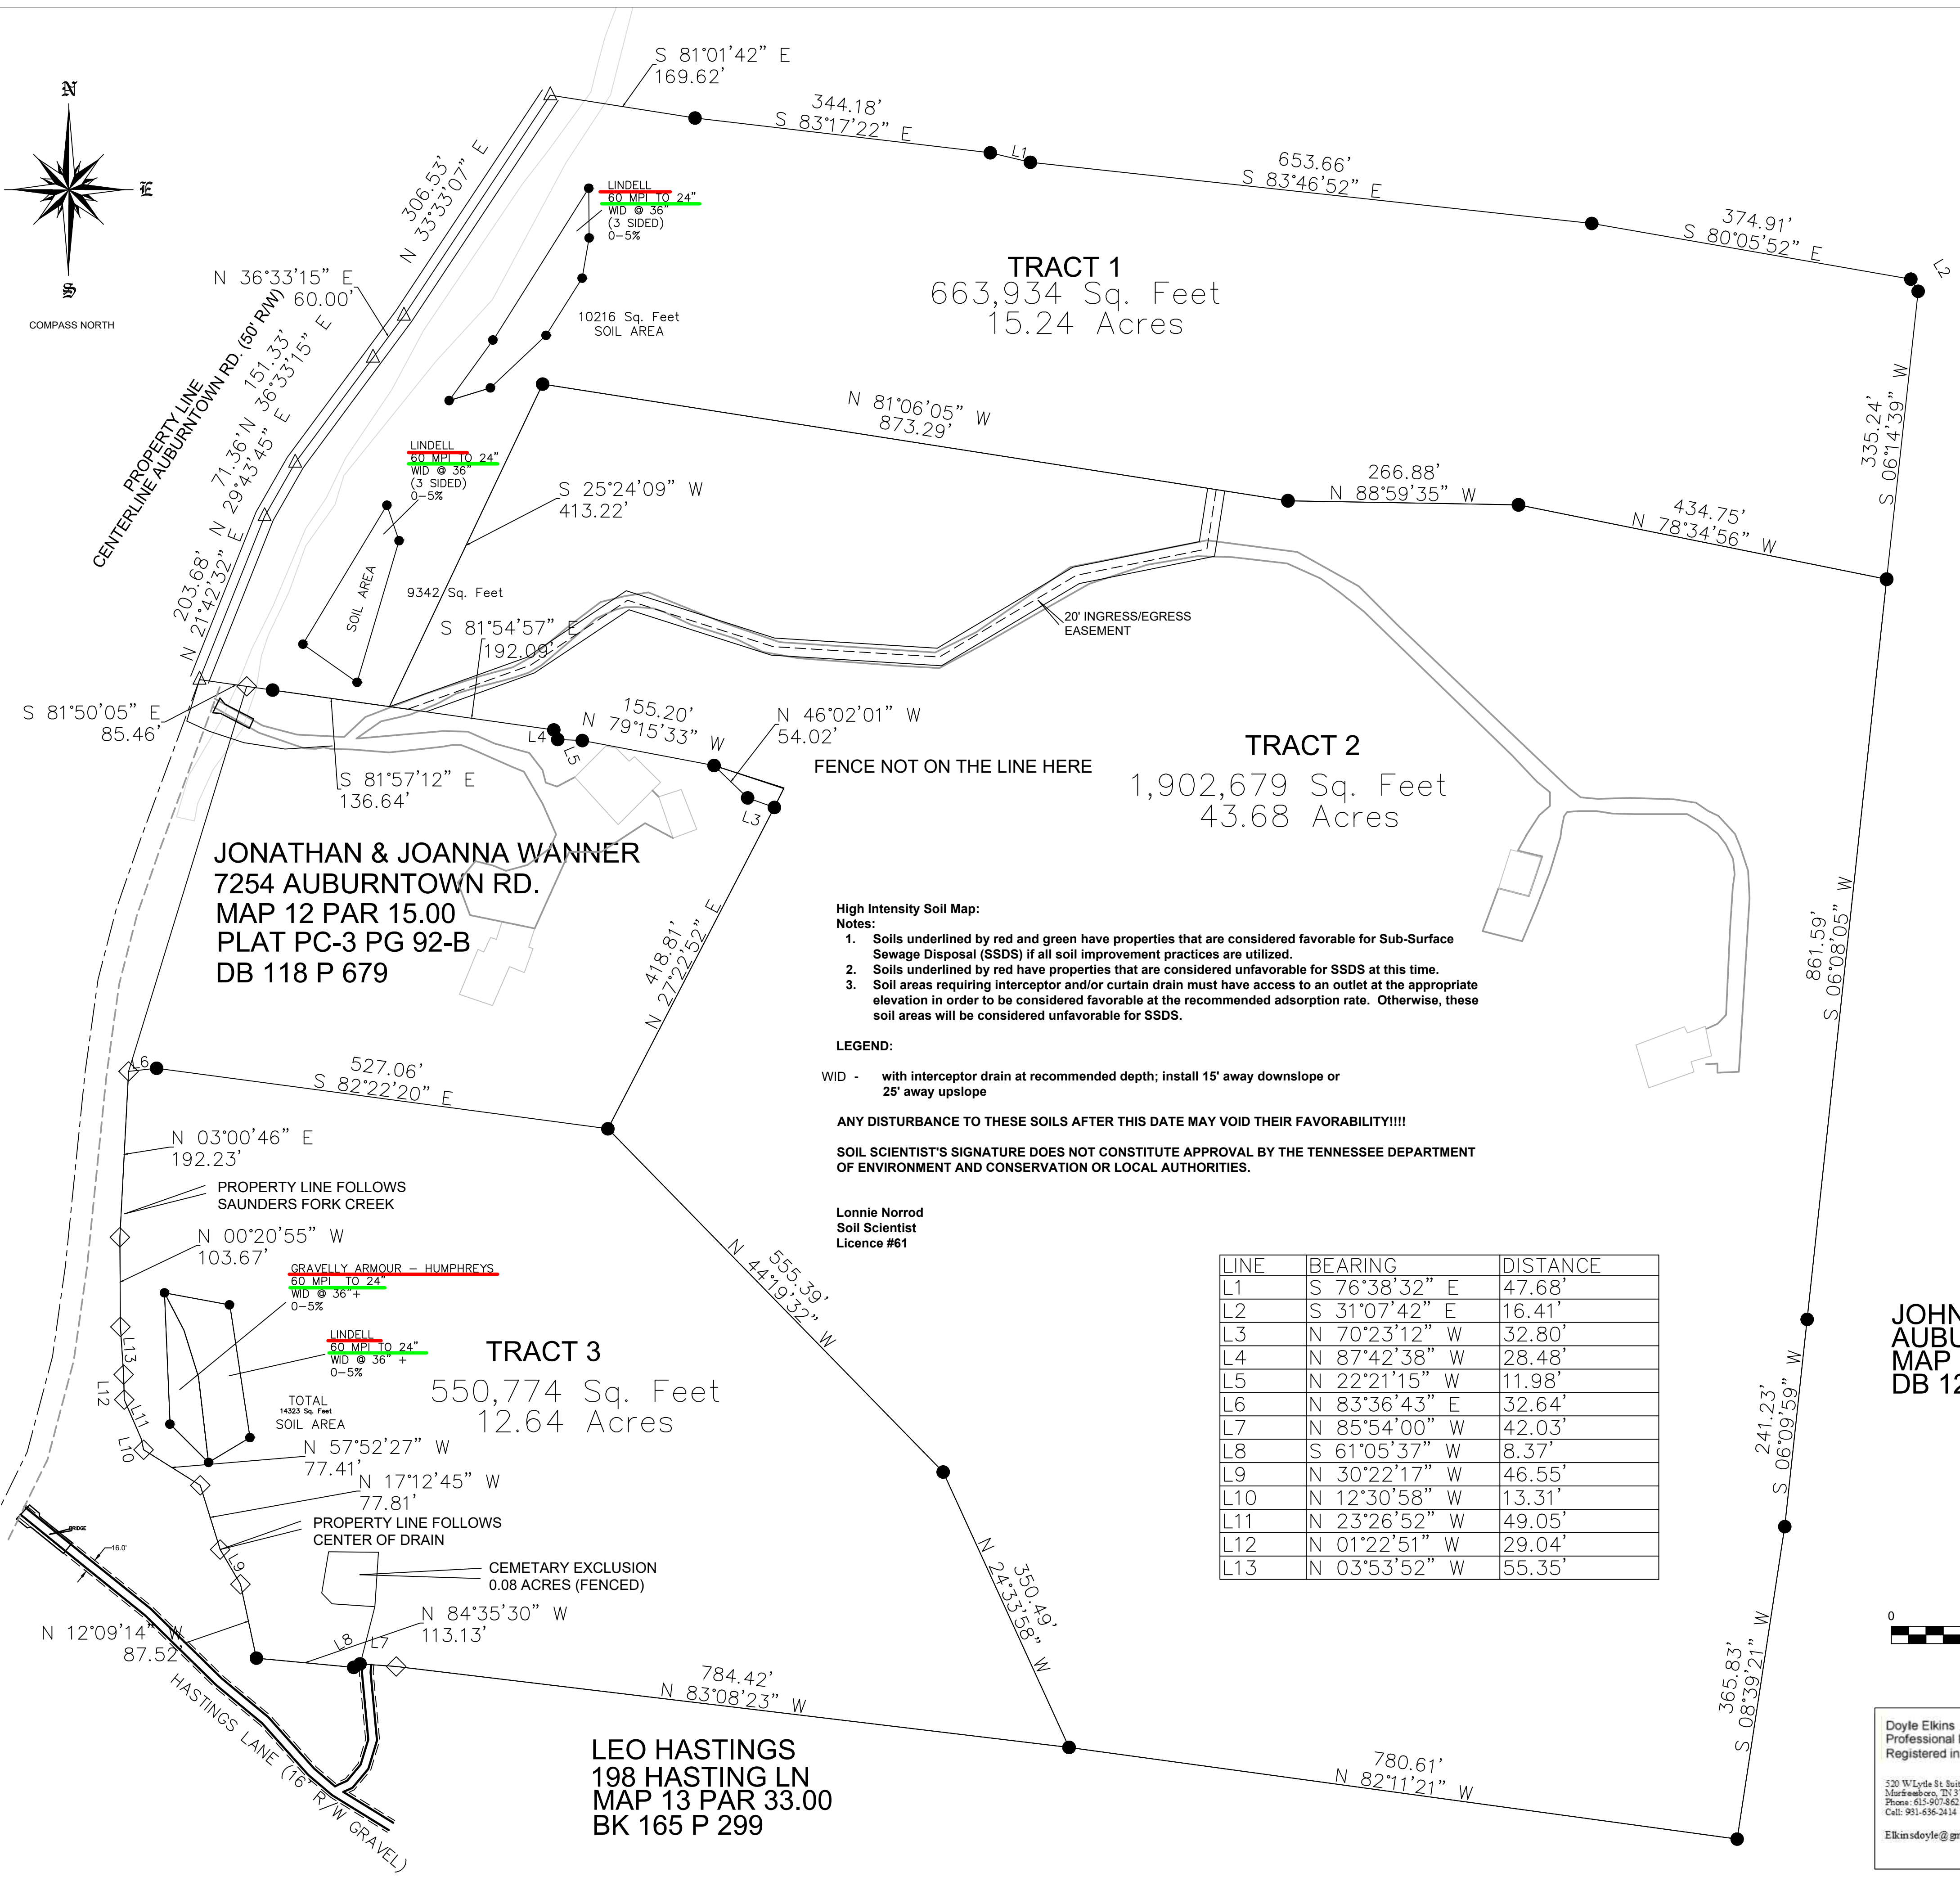 N
E
S
COMPASS NORTH
S 81°01'42" E
169.62'
344.18'
S 83°17'22" E
L1
653.66'
S 83°46'52" E
374.91'
S 80°05'52" E
L2
306.53'
N 33°33'07" E
N 36°33'15" E
60.00'
PROPERTY LINE
CENTERLINE AUBURNTOWN RD. (50' R/W)
151.33'
N 36°33'15" E
71.36'
N 29°43'45" E
203.68'
N 21°42'32" E
LINDELL
60 MPI TO 24"
WID @ 36"
(3 SIDED)
0-5%
10216 Sq. Feet
SOIL AREA
TRACT 1
663,934 Sq. Feet
15.24 Acres
N 81°06'05" W
873.29'
266.88'
N 88°59'35" W
434.75'
N 78°34'56" W
335.24'
S 06°14'39" W
LINDELL
60 MPI TO 24"
WID @ 36"
(3 SIDED)
0-5%
S 25°24'09" W
413.22'
SOIL AREA
9342 Sq. Feet
S 81°54'57" E
192.09'
20' INGRESS/EGRESS
EASEMENT
S 81°50'05" E
85.46'
S 81°57'12" E
136.64'
L4
L5
155.20'
N 79°15'33" W
N 46°02'01" W
54.02'
L3
FENCE NOT ON THE LINE HERE
TRACT 2
1,902,679 Sq. Feet
43.68 Acres
JONATHAN & JOANNA WANNER
7254 AUBURNTOWN RD.
MAP 12 PAR 15.00
PLAT PC-3 PG 92-B
DB 118 P 679
418.81'
N 27°22'52" E
861.59'
S 06°08'05" W
High Intensity Soil Map:
Notes:
1. Soils underlined by red and green have properties that are considered favorable for Sub-Surface
Sewage Disposal (SSDS) if all soil improvement practices are utilized.
2. Soils underlined by red have properties that are considered unfavorable for SSDS at this time.
3. Soil areas requiring interceptor and/or curtain drain must have access to an outlet at the appropriate
elevation in order to be considered favorable at the recommended adsorption rate. Otherwise, these
soil areas will be considered unfavorable for SSDS.
LEGEND:
WID - with interceptor drain at recommended depth; install 15' away downslope or
25' away upslope
ANY DISTURBANCE TO THESE SOILS AFTER THIS DATE MAY VOID THEIR FAVORABILITY!!!!
SOIL SCIENTIST'S SIGNATURE DOES NOT CONSTITUTE APPROVAL BY THE TENNESSEE DEPARTMENT
OF ENVIRONMENT AND CONSERVATION OR LOCAL AUTHORITIES.
Lonnie Norrod
Soil Scientist
Licence #61
L6
527.06'
S 82°22'20" E
N 03°00'46" E
192.23'
PROPERTY LINE FOLLOWS
SAUNDERS FORK CREEK
N 00°20'55" W
103.67'
GRAVELLY ARMOUR - HUMPHREYS
60 MPI TO 24"
WID @ 36"+
0-5%
LINDELL
60 MPI TO 24"
WID @ 36" +
0-5%
L13
L12
L11
L10
TOTAL
14323 Sq. Feet
SOIL AREA
TRACT 3
550,774 Sq. Feet
12.64 Acres
555.39'
N 44°19'32" W
N 57°52'27" W
77.41'
N 17°12'45" W
77.81'
PROPERTY LINE FOLLOWS
CENTER OF DRAIN
L9
CEMETARY EXCLUSION
0.08 ACRES (FENCED)
350.49'
N 24°33'58" W
BRIDGE
16.0'
N 12°09'14" W
87.52'
L8
L7
N 84°35'30" W
113.13'
784.42'
N 83°08'23" W
HASTINGS LANE (16' R/W GRAVEL)
LEO HASTINGS
198 HASTING LN
MAP 13 PAR 33.00
BK 165 P 299
780.61'
N 82°11'21" W
LINE BEARING DISTANCE
L1 S 76°38'32" E 47.68'
L2 S 31°07'42" E 16.41'
L3 N 70°23'12" W 32.80'
L4 N 87°42'38" W 28.48'
L5 N 22°21'15" W 11.98'
L6 N 83°36'43" E 32.64'
L7 N 85°54'00" W 42.03'
L8 S 61°05'37" W 8.37'
L9 N 30°22'17" W 46.55'
L10 N 12°30'58" W 13.31'
L11 N 23°26'52" W 49.05'
L12 N 01°22'51" W 29.04'
L13 N 03°53'52" W 55.35'
241.23'
S 06°09'59" W
365.83'
S 08°39'21" W
JOHN
AUBU
MAP
DB 12
0
Doyle Elkins
Professional
Registered in
520 W Lytle St. Suit
Murfreesboro, TN 3
Phone: 615-907-862
Cell: 931-636-2414
Elkinsdoyle@gm